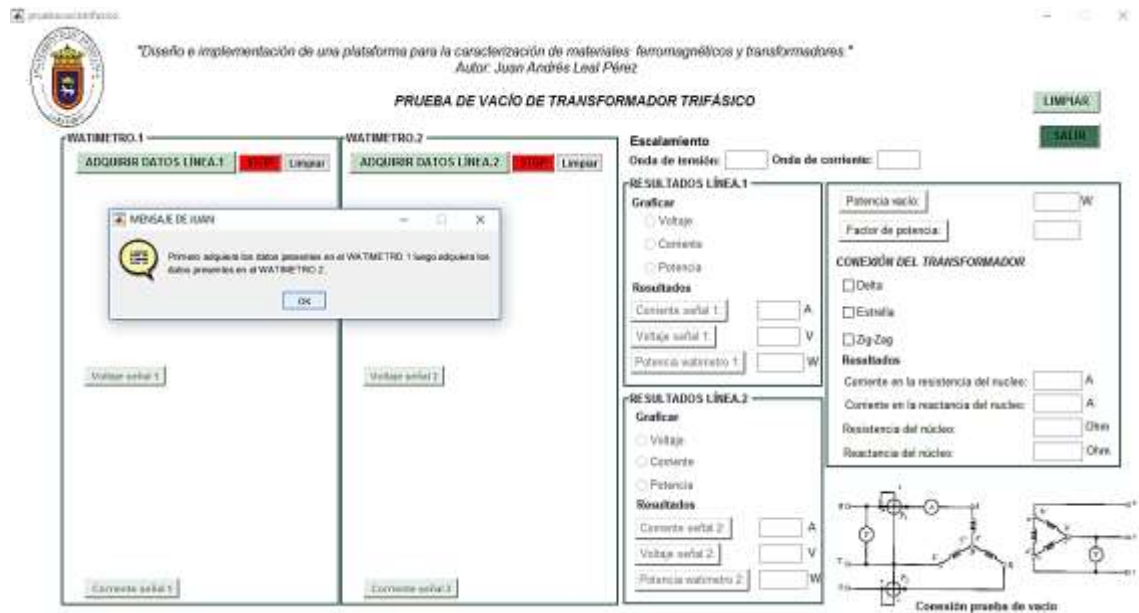 pruebavaciotrifasico
"Diseño e implementación de una plataforma para la caracterización de materiales ferromagnéticos y transformadores."
Autor: Juan Andrés Leal Pérez
PRUEBA DE VACÍO DE TRANSFORMADOR TRIFÁSICO
LIMPIAR
SALIR
WATIMETRO.1
ADQUIRIR DATOS LÍNEA.1
STOP
Limpiar
MENSAJE DE JUAN
Primero adquiera los datos presentes en el WATIMETRO 1 luego adquiera los
datos presentes en el WATIMETRO 2.
OK
Voltaje señal 1
Corriente señal 1
WATIMETRO.2
ADQUIRIR DATOS LÍNEA.2
STOP
Limpiar
Voltaje señal 2
Corriente señal 2
Escalamiento
Onda de tensión:
Onda de corriente:
RESULTADOS LÍNEA.1
Graficar
Voltaje
Corriente
Potencia
Resultados
Corriente señal 1:
A
Voltaje señal 1:
V
Potencia watimetro 1:
W
RESULTADOS LÍNEA.2
Graficar
Voltaje
Corriente
Potencia
Resultados
Corriente señal 2:
A
Voltaje señal 2:
V
Potencia watimetro 2:
W
Potencia vacío:
W
Factor de potencia:
CONEXIÓN DEL TRANSFORMADOR
Delta
Estrella
Zig-Zag
Resultados
Corriente en la resistencia del nucleo:
A
Corriente en la reactancia del nucleo:
A
Resistencia del núcleo:
Ohm
Reactancia del núcleo:
Ohm
Conexión prueba de vacío